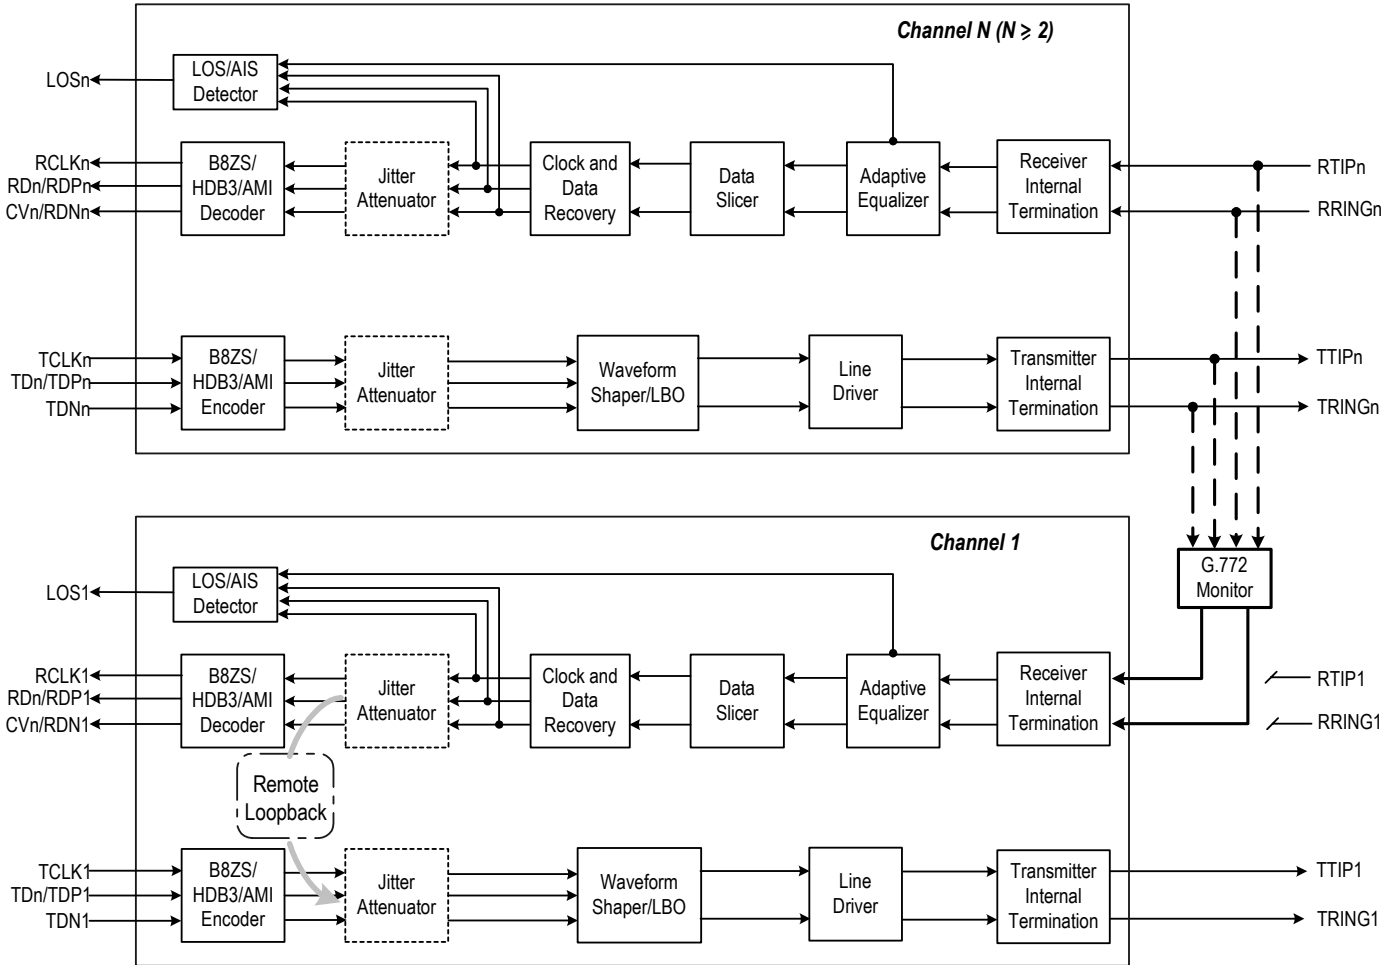 Channel N (N ⩾ 2)
LOSn
LOS/AIS
Detector
RCLKn
RDn/RDPn
CVn/RDNn
B8ZS/
HDB3/AMI
Decoder
Jitter
Attenuator
Clock and
Data
Recovery
Data
Slicer
Adaptive
Equalizer
Receiver
Internal
Termination
RTIPn
RRINGn
TCLKn
TDn/TDPn
TDNn
B8ZS/
HDB3/AMI
Encoder
Jitter
Attenuator
Waveform
Shaper/LBO
Line
Driver
Transmitter
Internal
Termination
TTIPn
TRINGn
Channel 1
G.772
Monitor
LOS1
LOS/AIS
Detector
RCLK1
RDn/RDP1
CVn/RDN1
B8ZS/
HDB3/AMI
Decoder
Jitter
Attenuator
Clock and
Data
Recovery
Data
Slicer
Adaptive
Equalizer
Receiver
Internal
Termination
RTIP1
RRING1
Remote
Loopback
TCLK1
TDn/TDP1
TDN1
B8ZS/
HDB3/AMI
Encoder
Jitter
Attenuator
Waveform
Shaper/LBO
Line
Driver
Transmitter
Internal
Termination
TTIP1
TRING1